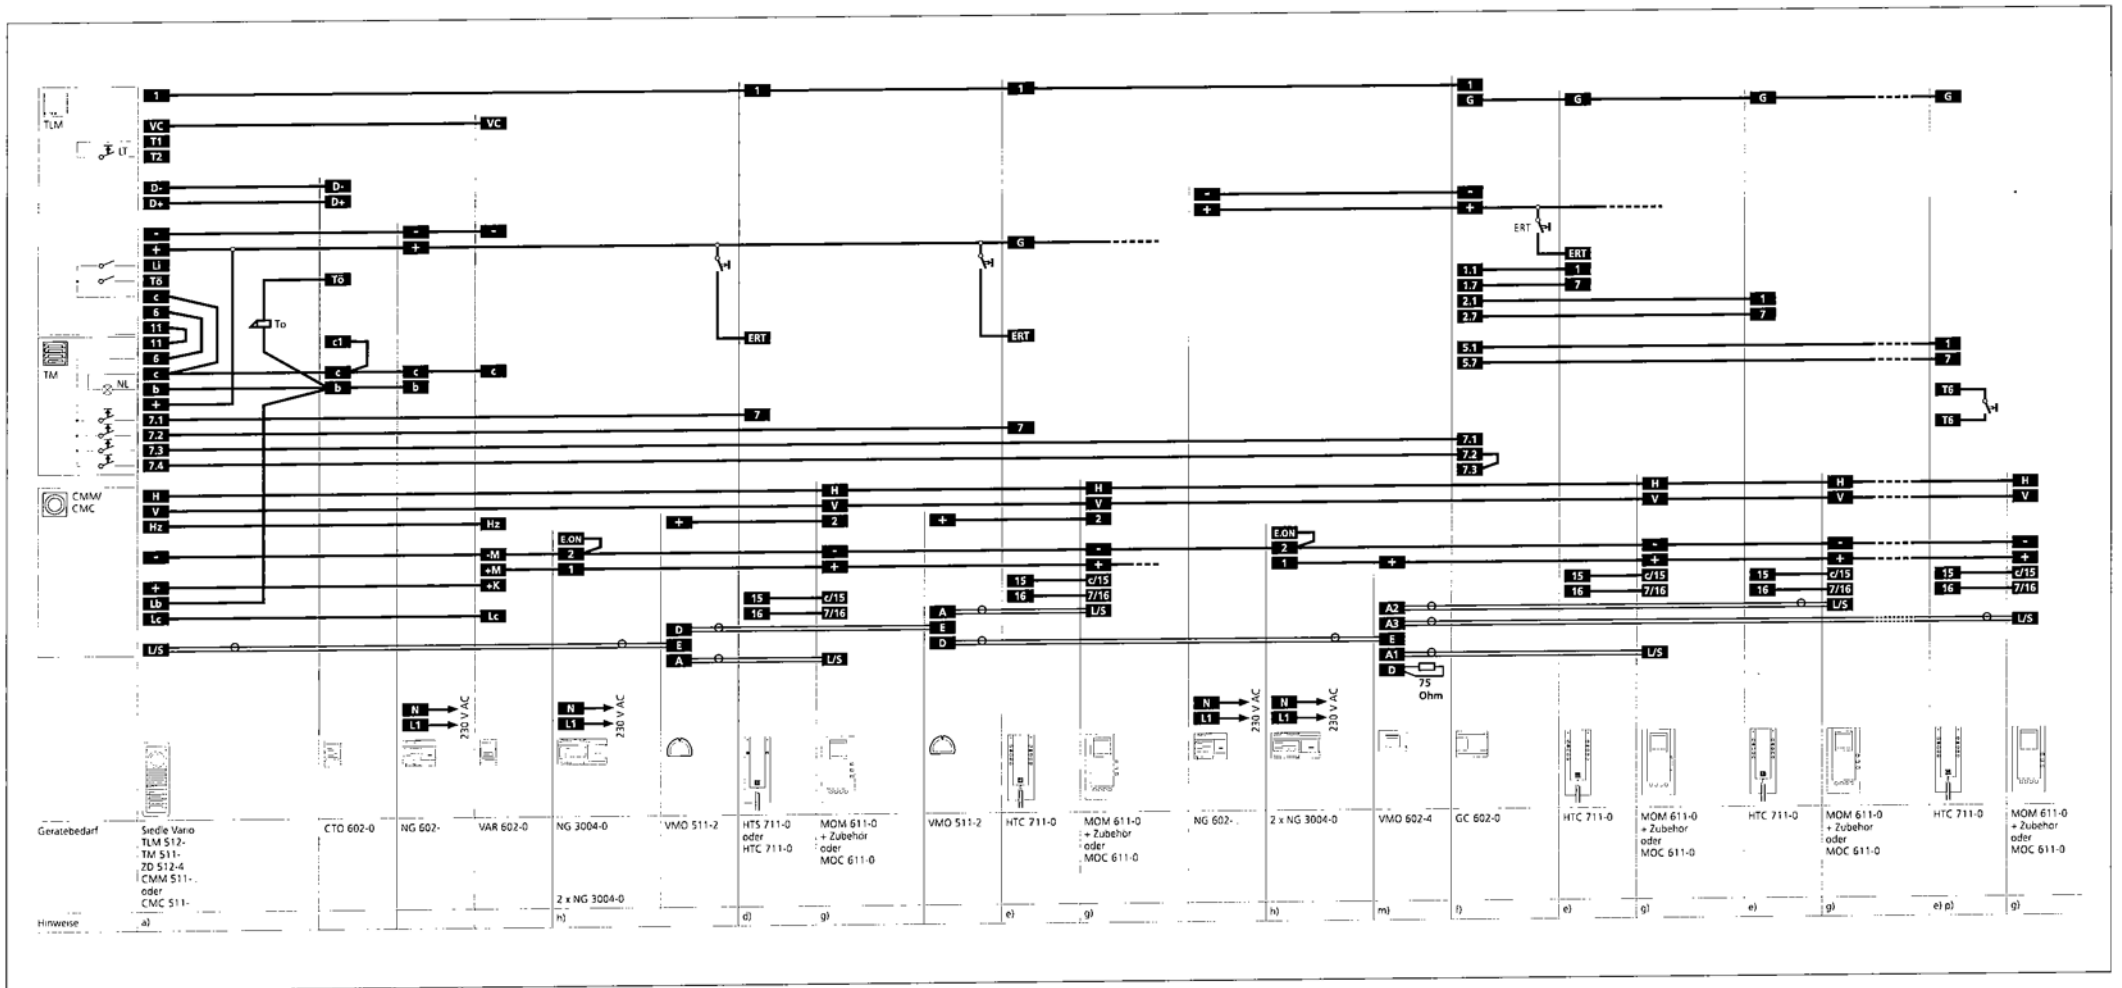 1 1 1 1
G G G G
TLM
VC VC
T1
LT T2
D- D-
D+ D+
- -
+ +
- - -
+ + G
Li
Tö Tö
ERT
ERT
c
6
11
11
6
c c c c
To
c1
ERT ERT
1.1 1
1.7 7
2.1 1
2.7 7
5.1 1
5.7 7
TM
NL b b b
+
T6
T6
7.1 7
7.2 7
7.3 7.1
7.4 7.2
7.3
CMM/
CMC
H H H H H H
V V V V V V
Hz Hz + 2 + 2
E.ON E.ON
- -M 2 - - 2 - - -
+M 1 + + 1 + + + +
+ +K
15 c/15 15 c/15 15 c/15 15 c/15 15 c/15
16 7/16 16 7/16 16 7/16 16 7/16 16 7/16
Lb
Lc Lc
A L/S A2 L/S
D E A3 L/S
L/S E D E
A L/S A1 L/S
D
75
Ohm
N N N N
L1 L1 L1 L1
230 V AC 230 V AC 230 V AC 230 V AC
Gerätebedarf
Siedle Vario
TLM 512-
TM 511-
ZD 512-4
CMM 511-
oder
CMC 511-
CTO 602-0
NG 602-
VAR 602-0
NG 3004-0
2 x NG 3004-0
VMO 511-2
HTS 711-0
oder
HTC 711-0
MOM 611-0
+ Zubehör
oder
MOC 611-0
VMO 511-2
HTC 711-0
MOM 611-0
+ Zubehör
oder
MOC 611-0
NG 602-
2 x NG 3004-0
VMO 602-4
GC 602-0
HTC 711-0
MOM 611-0
+ Zubehör
oder
MOC 611-0
HTC 711-0
MOM 611-0
+ Zubehör
oder
MOC 611-0
HTC 711-0
MOM 611-0
+ Zubehör
oder
MOC 611-0
Hinweise a) h) d) g) e) g) h) m) f) e) g) e) g) e) p) g)